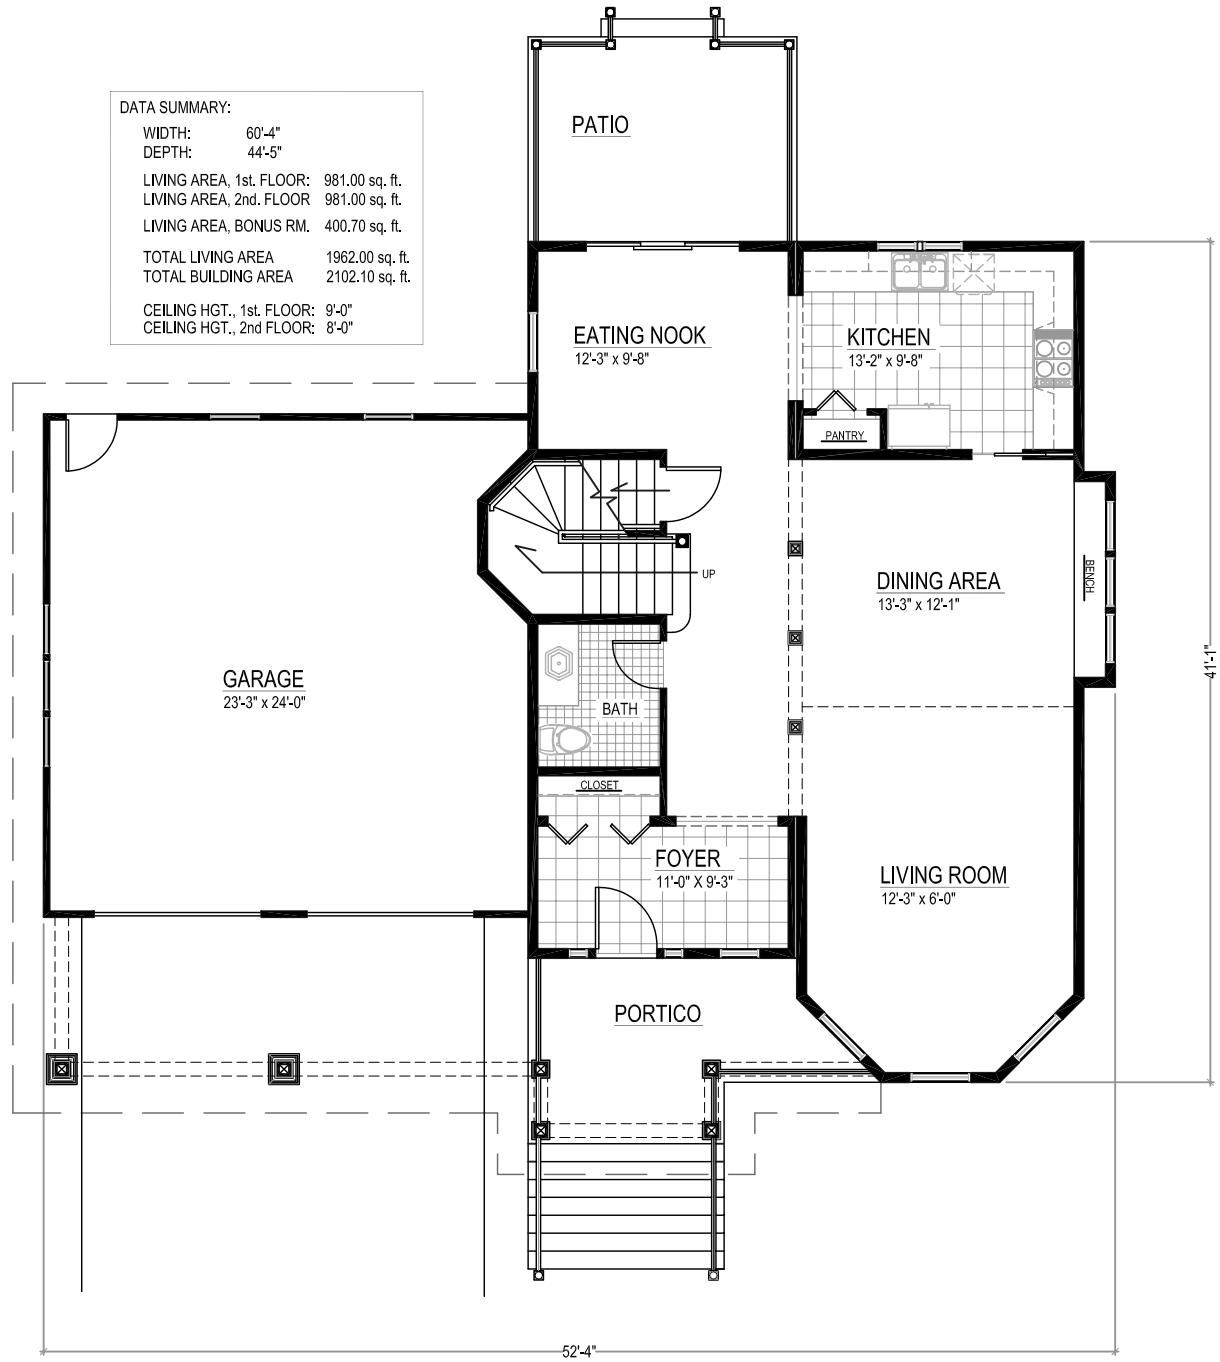 PATIO
DATA SUMMARY:
WIDTH: 60'-4"
DEPTH: 44'-5"
LIVING AREA, 1st. FLOOR: 981.00 sq. ft.
LIVING AREA, 2nd. FLOOR 981.00 sq. ft.
LIVING AREA, BONUS RM. 400.70 sq. ft.
TOTAL LIVING AREA 1962.00 sq. ft.
TOTAL BUILDING AREA 2102.10 sq. ft.
CEILING HGT., 1st. FLOOR: 9'-0"
CEILING HGT., 2nd FLOOR: 8'-0"
EATING NOOK
12'-3" x 9'-8"
KITCHEN
13'-2" x 9'-8"
PANTRY
UP
DINING AREA
13'-3" x 12'-1"
BENCH
41'-1"
GARAGE
23'-3" x 24'-0"
BATH
CLOSET
FOYER
11'-0" X 9'-3"
LIVING ROOM
12'-3" x 6'-0"
PORTICO
52'-4"